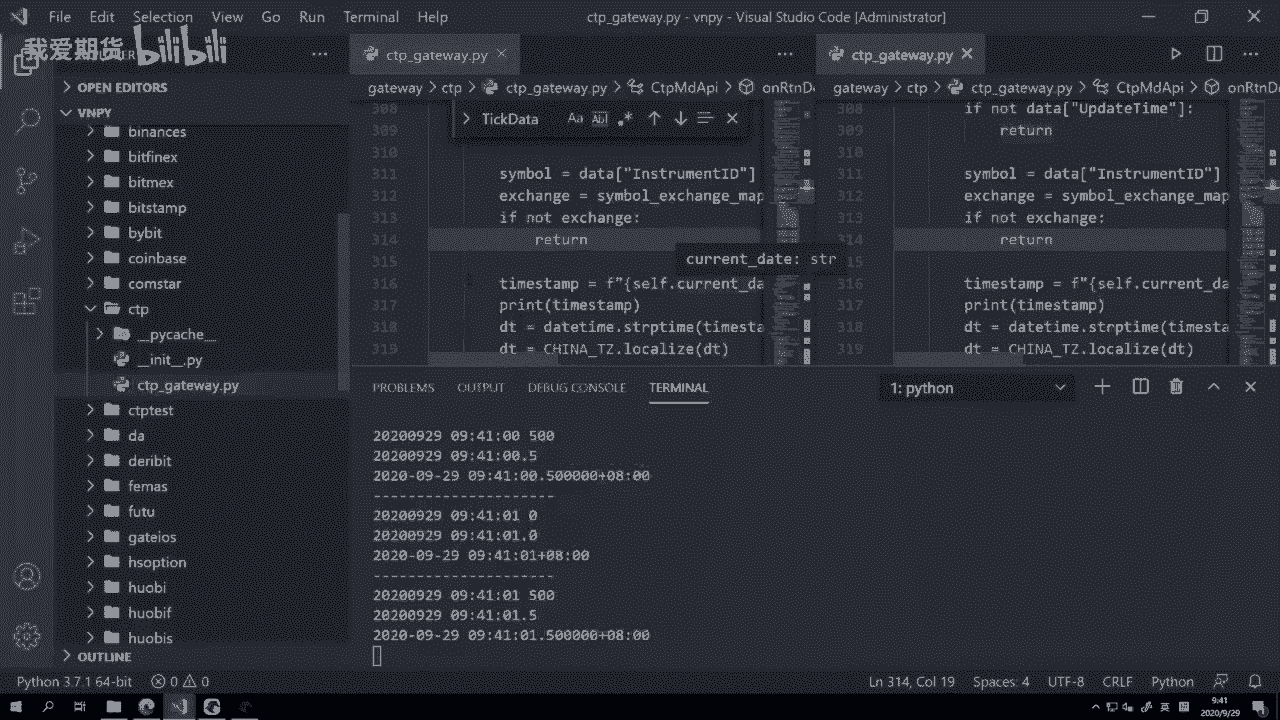 File Edit Selection View Go Run Terminal Help ctp_gateway.py - vnpy - Visual Studio Code [Administrator]
我爱期货 bilibili
ctp_gateway.py
ctp_gateway.py
OPEN EDITORS
gateway > ctp > ctp_gateway.py > CtpMdApi > onRtnDe
gateway > ctp > ctp_gateway.py > CtpMdApi > onRtnDe
VNPY
binances
bitfinex
bitmex
bitstamp
bybit
coinbase
comstar
ctp
__pycache__
__init__.py
ctp_gateway.py
ctptest
da
deribit
femas
futu
gateios
hsoption
huobi
huobif
huobis
OUTLINE
TickData
308
309
310
311 symbol = data["InstrumentID"]
312 exchange = symbol_exchange_map
313 if not exchange:
314 return
315
316 timestamp = f"{self.current_da
317 print(timestamp)
318 dt = datetime.strptime(timesta
319 dt = CHINA_TZ.localize(dt)
current_date: str
308 if not data["UpdateTime"]:
309 return
310
311 symbol = data["InstrumentID"]
312 exchange = symbol_exchange_map
313 if not exchange:
314 return
315
316 timestamp = f"{self.current_da
317 print(timestamp)
318 dt = datetime.strptime(timesta
319 dt = CHINA_TZ.localize(dt)
PROBLEMS OUTPUT DEBUG CONSOLE TERMINAL 1: python
20200929 09:41:00 500
20200929 09:41:00.5
2020-09-29 09:41:00.500000+08:00
-----------------------
20200929 09:41:01 0
20200929 09:41:01.0
2020-09-29 09:41:01+08:00
-----------------------
20200929 09:41:01 500
20200929 09:41:01.5
2020-09-29 09:41:01.500000+08:00
Python 3.7.1 64-bit 0 0 Ln 314, Col 19 Spaces: 4 UTF-8 CRLF Python
英 9:41
2020/9/29